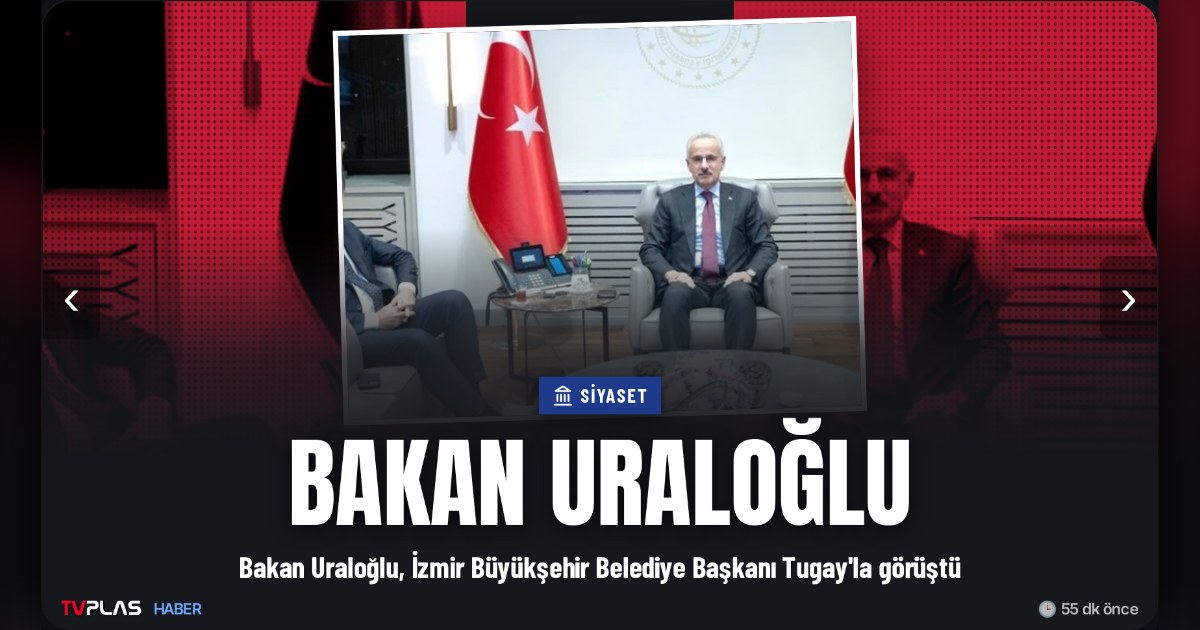 SİYASET
BAKAN URALOĞLU
Bakan Uraloğlu, İzmir Büyükşehir Belediye Başkanı Tugay'la görüştü
TVPLAS HABER
55 dk önce